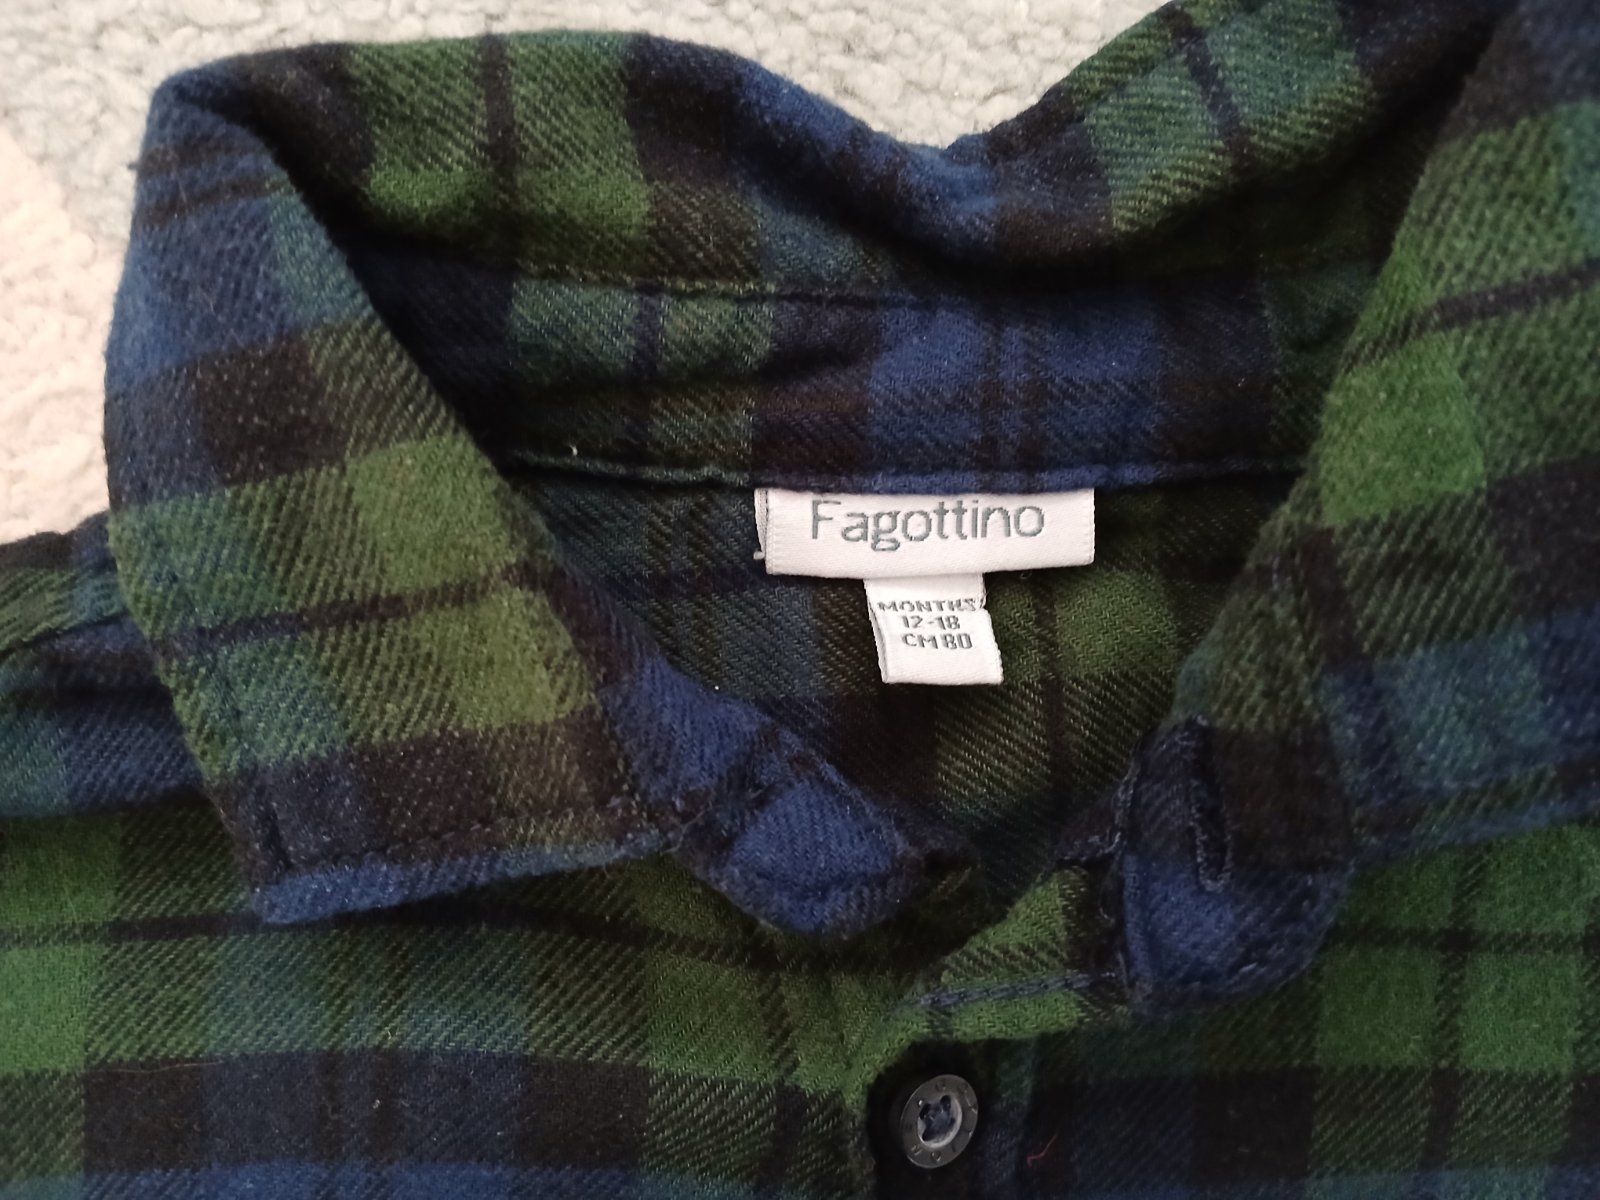 Fagottino
MONTHS
12-18
CM 80